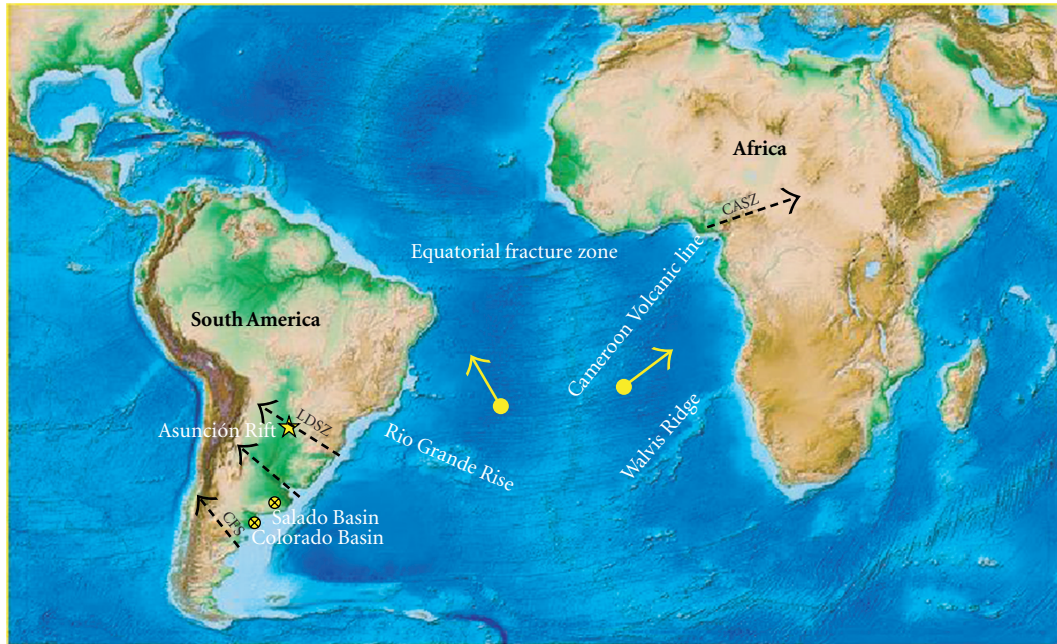 Africa
CASZ
Equatorial fracture zone
South America
Cameroon Volcanic line
LDSZ
Asunción Rift
Rio Grande Rise
Walvis Ridge
CPS
Salado Basin
Colorado Basin